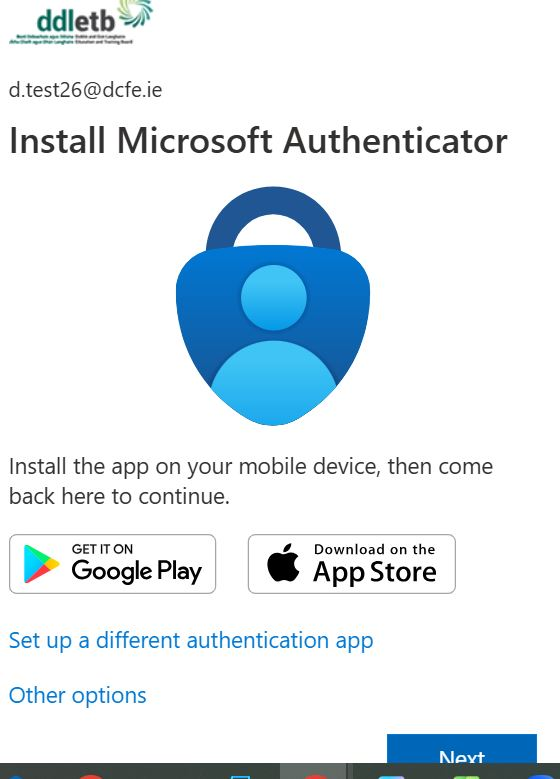 ddletb
d.test26@dcfe.ie
Install Microsoft Authenticator
Install the app on your mobile device, then come
back here to continue.
GET IT ON
Google Play
Download on the
App Store
Set up a different authentication app
Other options
Next